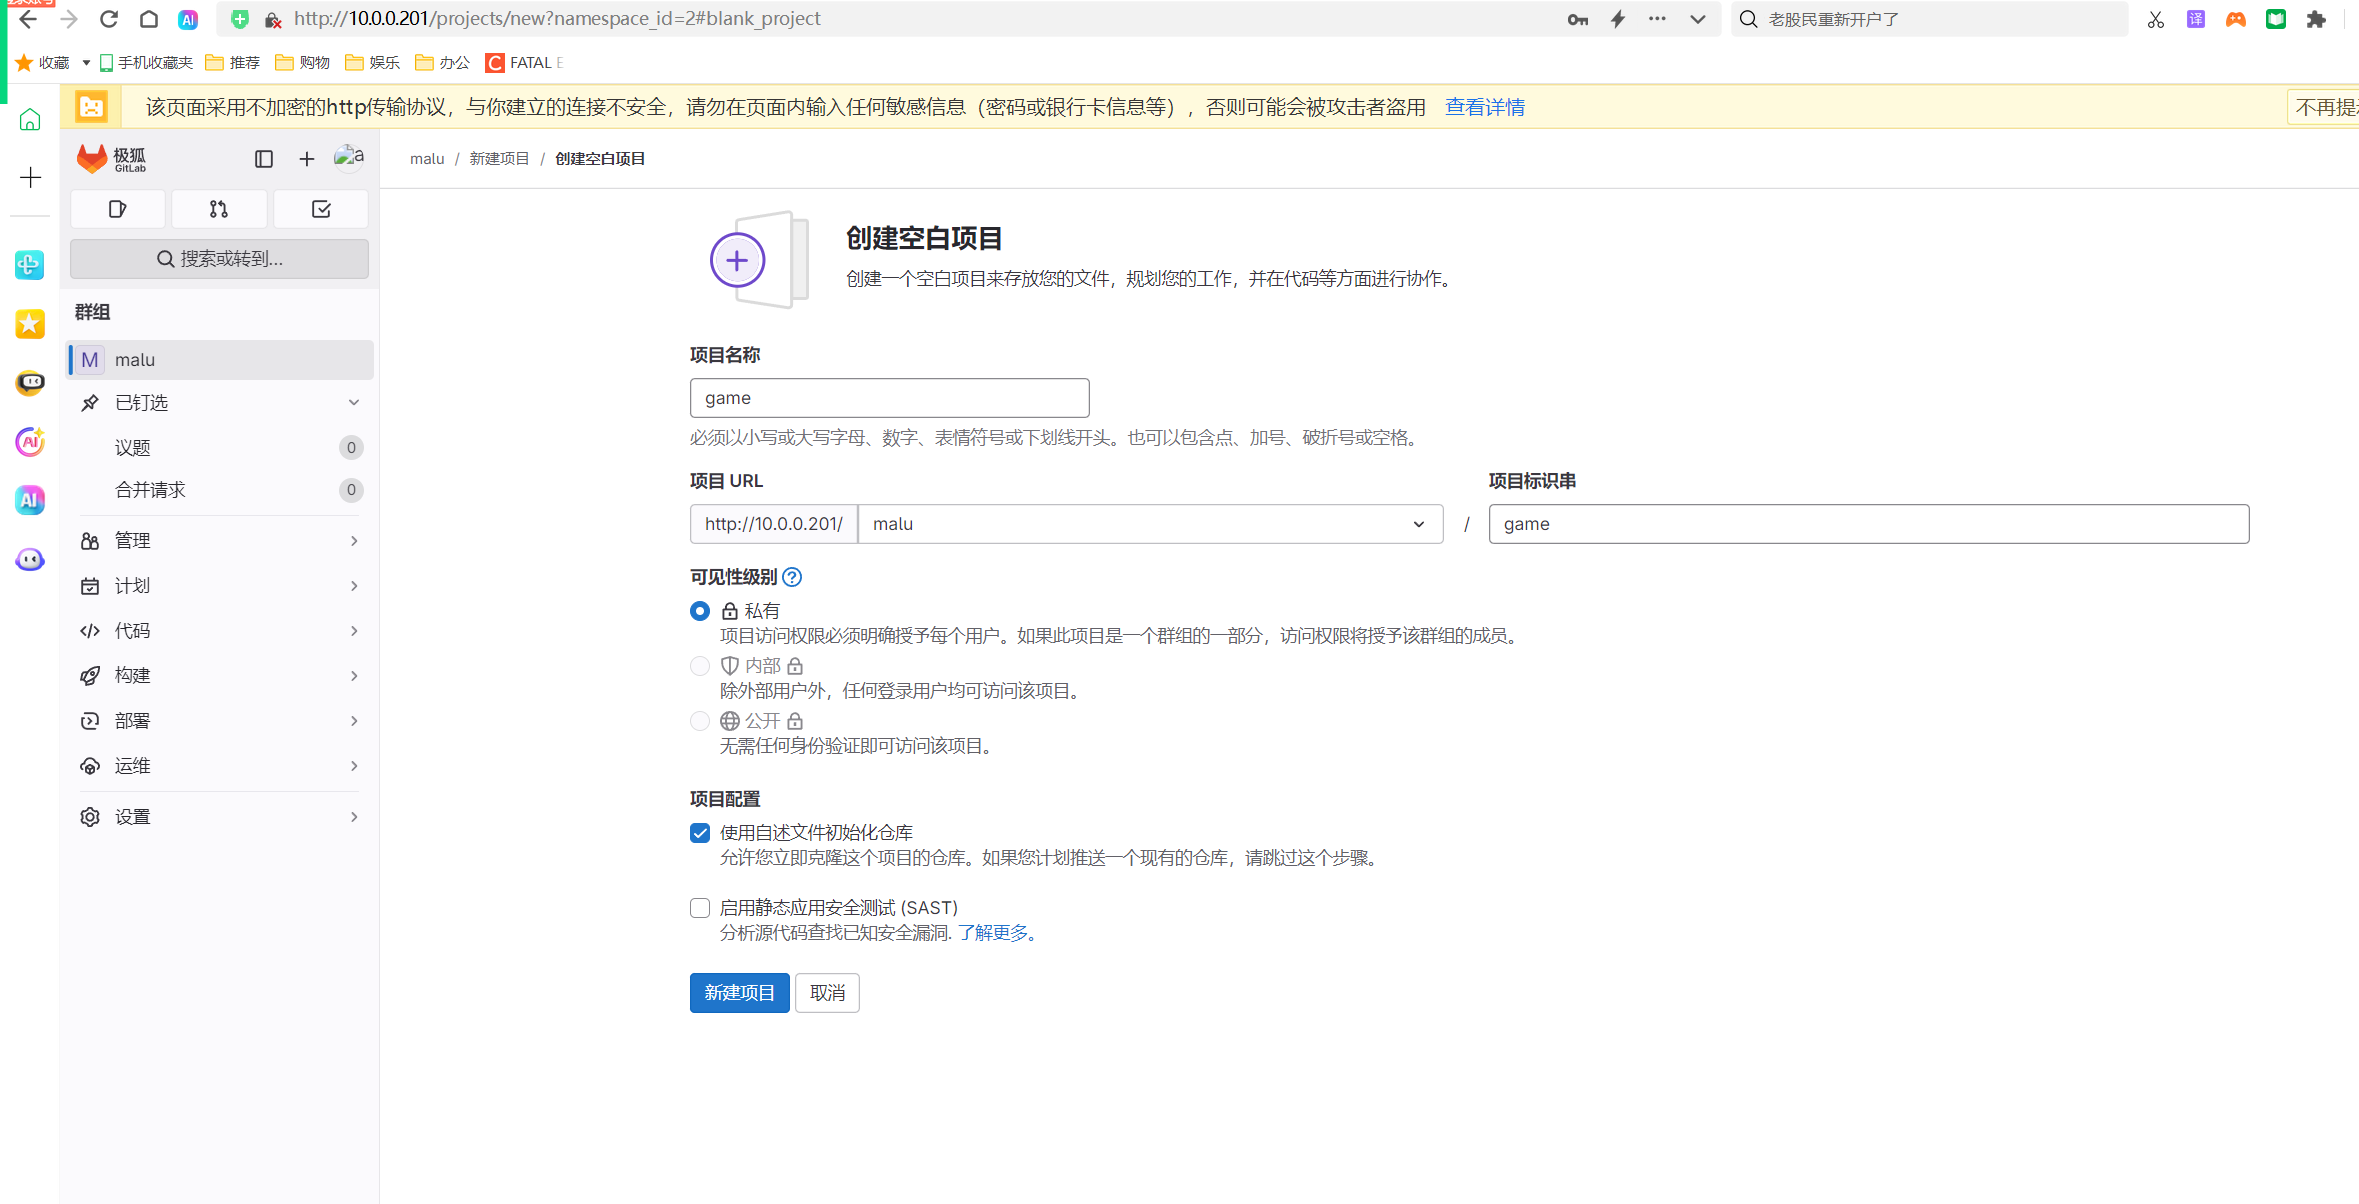 http://10.0.0.201/projects/new?namespace_id=2#blank_project
老股民重新开户了
译
AI
收藏
手机收藏夹
推荐
购物
娱乐
办公
C
FATAL E
该页面采用不加密的http传输协议，与你建立的连接不安全，请勿在页面内输入任何敏感信息（密码或银行卡信息等），否则可能会被攻击者盗用 查看详情
不再提示
极狐
GitLab
a
malu / 新建项目 / 创建空白项目
搜索或转到...
群组
M malu
已钉选
议题 0
合并请求 0
管理
计划
代码
构建
部署
运维
设置
AI
AI
创建空白项目
创建一个空白项目来存放您的文件，规划您的工作，并在代码等方面进行协作。
项目名称
game
必须以小写或大写字母、数字、表情符号或下划线开头。也可以包含点、加号、破折号或空格。
项目 URL
http://10.0.0.201/ malu
/
项目标识串
game
可见性级别
私有
项目访问权限必须明确授予每个用户。如果此项目是一个群组的一部分，访问权限将授予该群组的成员。
内部
除外部用户外，任何登录用户均可访问该项目。
公开
无需任何身份验证即可访问该项目。
项目配置
使用自述文件初始化仓库
允许您立即克隆这个项目的仓库。如果您计划推送一个现有的仓库，请跳过这个步骤。
启用静态应用安全测试 (SAST)
分析源代码查找已知安全漏洞. 了解更多。
新建项目
取消